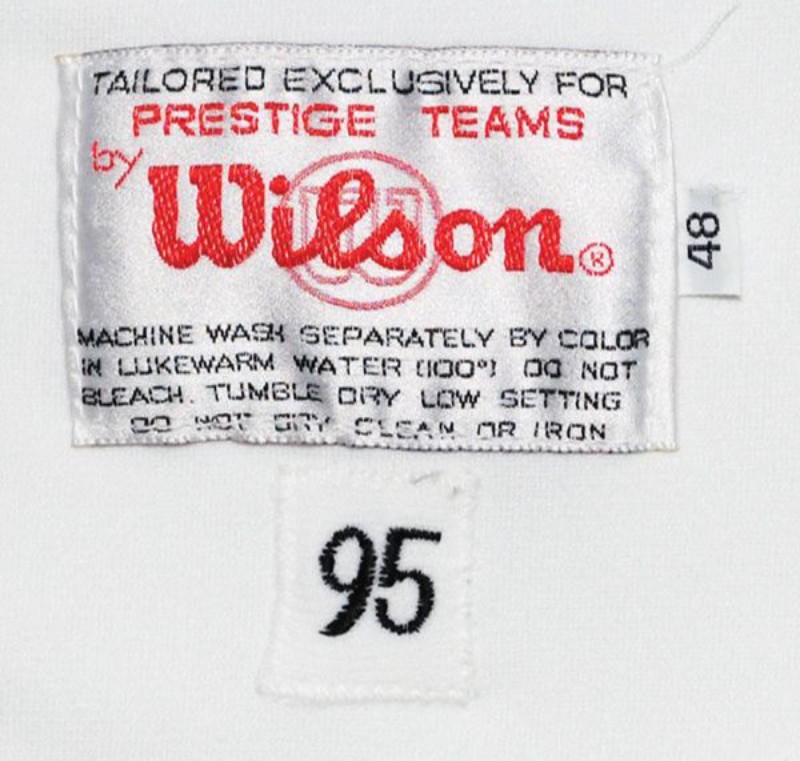 TAILORED EXCLUSIVELY FOR
PRESTIGE TEAMS
by
Wilson®
48
MACHINE WASH SEPARATELY BY COLOR
IN LUKEWARM WATER (100°) DO NOT
BLEACH. TUMBLE DRY LOW SETTING
DO NOT DRY CLEAN OR IRON
95